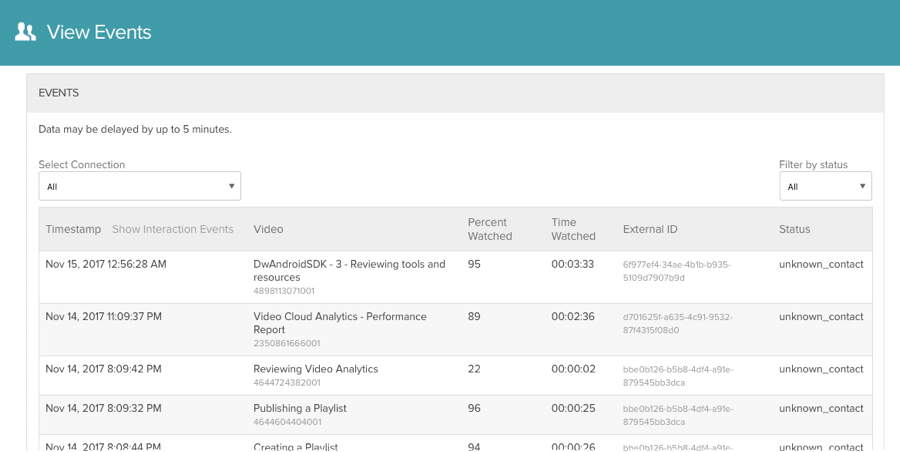 View Events
EVENTS
Data may be delayed by up to 5 minutes.
Select Connection
Filter by status
All
All
Timestamp Show Interaction Events Video Percent Watched Time Watched External ID Status
Nov 15, 2017 12:56:28 AM DwAndroidSDK - 3 - Reviewing tools and 95 00:03:33 6f977ef4-34ae-4b1b-b935- unknown_contact
resources 5109d7907b9d
4898113071001
Nov 14, 2017 11:09:37 PM Video Cloud Analytics - Performance 89 00:02:36 d701625f-a635-4c91-9532- unknown_contact
Report 87f4315f08d0
2350861666001
Nov 14, 2017 8:09:42 PM Reviewing Video Analytics 22 00:00:02 bbe0b126-b5b8-4df4-a91e- unknown_contact
4644724382001 879545bb3dca
Nov 14, 2017 8:09:32 PM Publishing a Playlist 96 00:00:25 bbe0b126-b5b8-4df4-a91e- unknown_contact
4644604404001 879545bb3dca
Nov 14, 2017 8:08:44 PM Creating a Playlist 94 00:00:26 bbe0b126-b5b8-4df4-a91e- unknown_contact